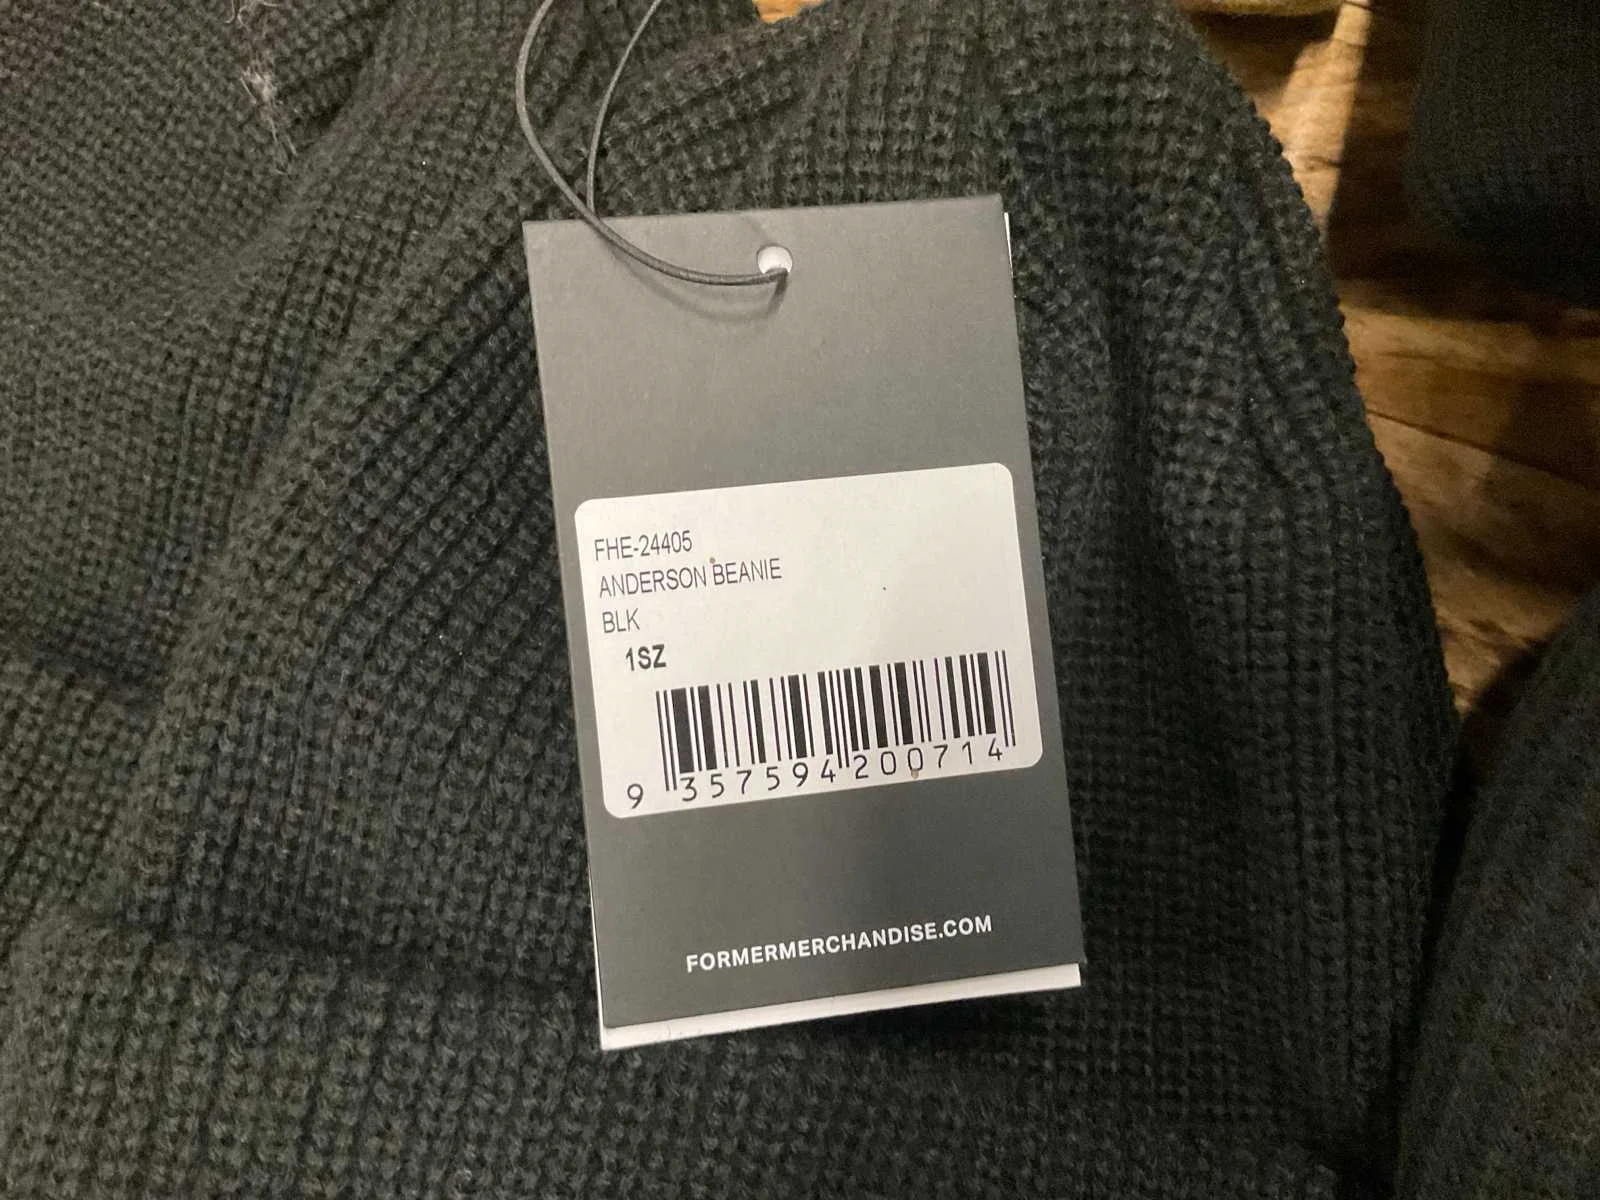 FHE-24405
ANDERSON BEANIE
BLK
1SZ
9 357594 200714
FORMERMERCHANDISE.COM